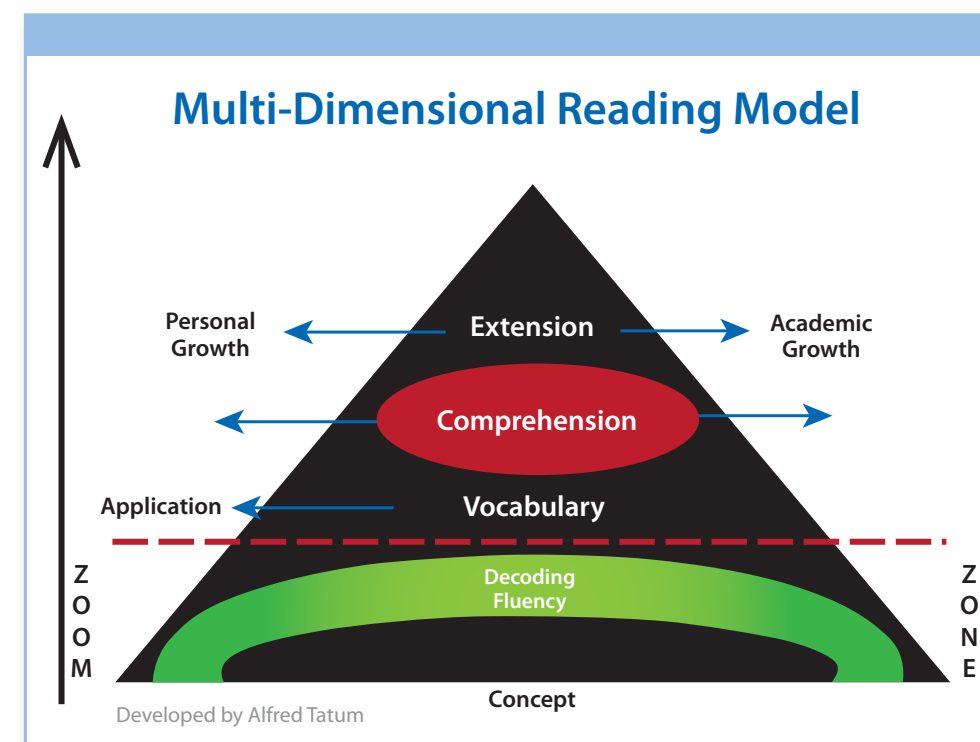 Multi-Dimensional Reading Model
Personal
Growth
Extension
Academic
Growth
Comprehension
Application
Vocabulary
Z
O
O
M
Decoding
Fluency
Z
O
N
E
Concept
Developed by Alfred Tatum